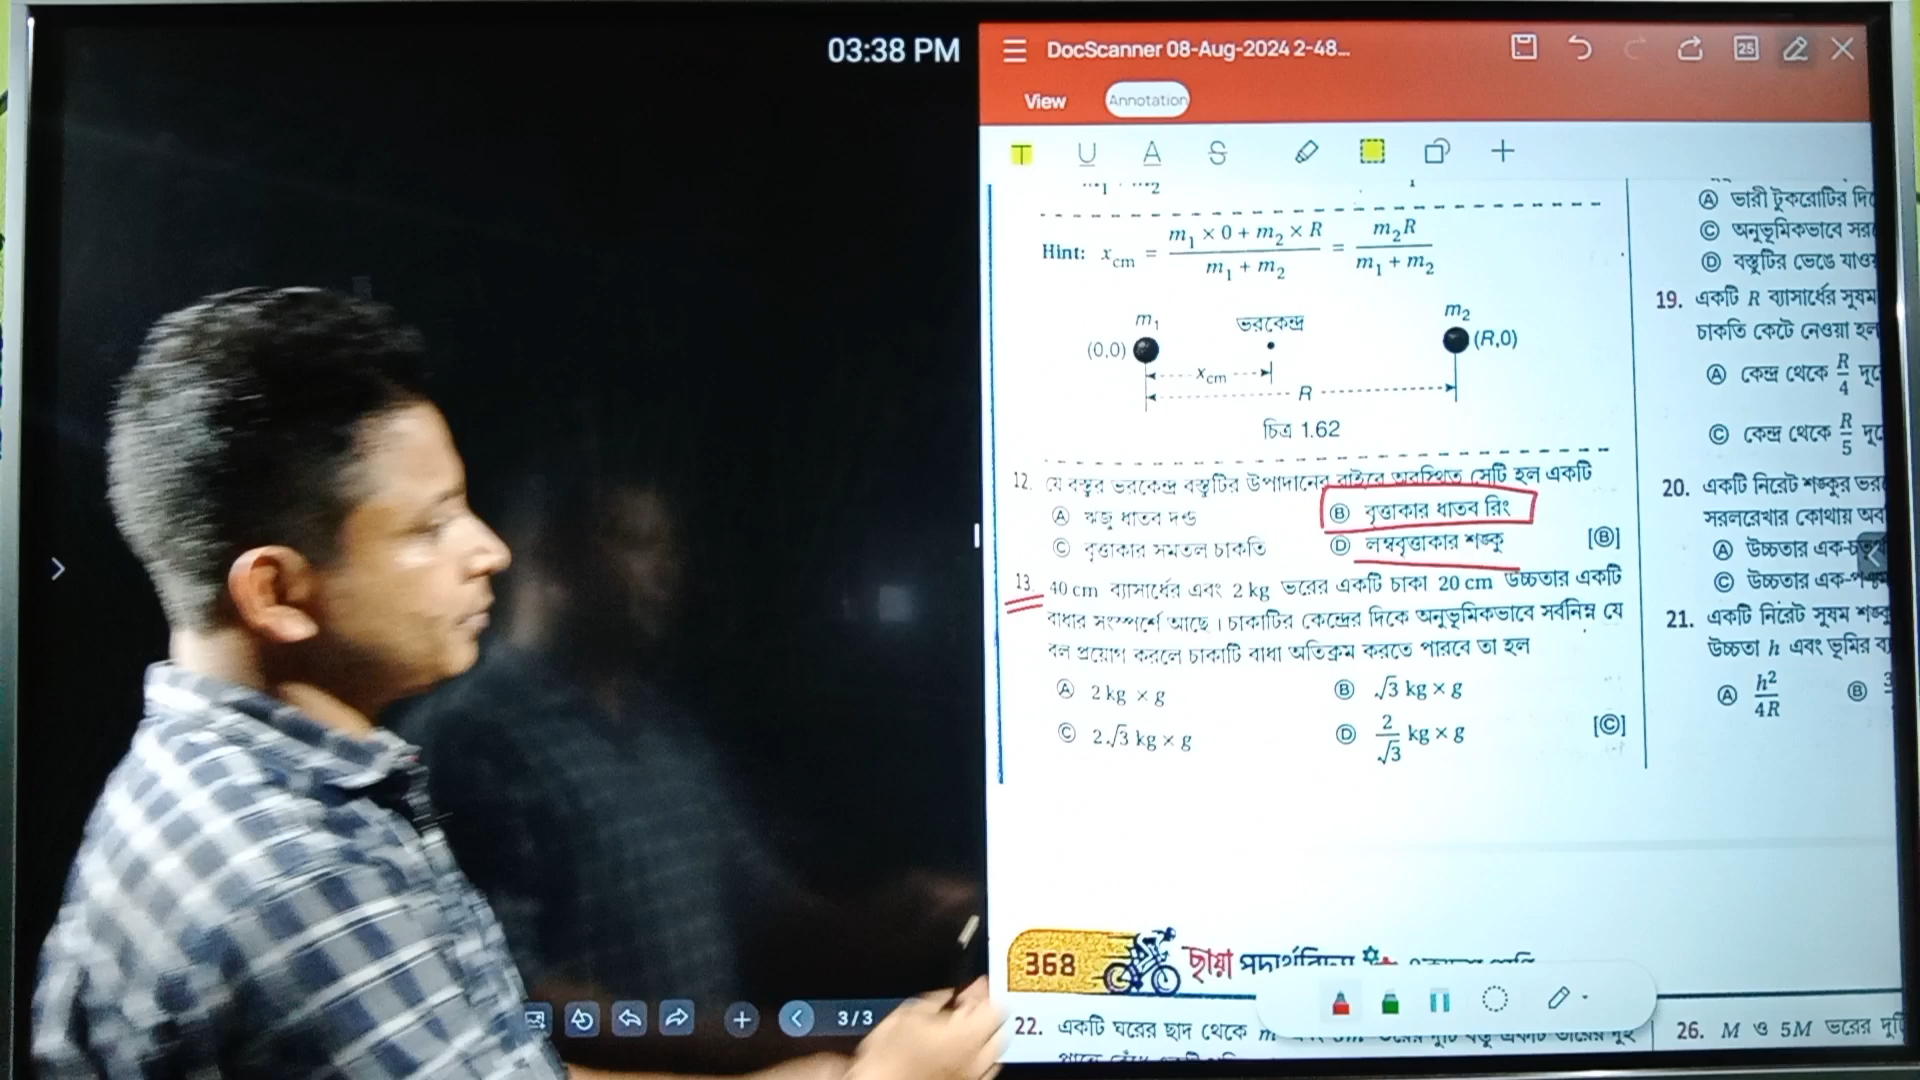 03:38 PM
DocScanner 08-Aug-2024 2-48...
25
View
Annotation
T U A S
Hint: x_cm = (m₁ × 0 + m₂ × R)/(m₁ + m₂) = m₂R/(m₁ + m₂)
m₁ ভরকেন্দ্র m₂
(0,0) (R,0)
x_cm
R
চিত্র 1.62
12. যে বস্তুর ভরকেন্দ্র বস্তুটির উপাদানের বাইরে অবস্থিত সেটি হল একটি
Ⓐ ঋজু ধাতব দণ্ড Ⓑ বৃত্তাকার ধাতব রিং
Ⓒ বৃত্তাকার সমতল চাকতি Ⓓ লম্ববৃত্তাকার শঙ্কু [Ⓑ]
13. 40 cm ব্যাসার্ধের এবং 2 kg ভরের একটি চাকা 20 cm উচ্চতার একটি
বাধার সংস্পর্শে আছে। চাকাটির কেন্দ্রের দিকে অনুভূমিকভাবে সর্বনিম্ন যে
বল প্রয়োগ করলে চাকাটি বাধা অতিক্রম করতে পারবে তা হল
Ⓐ 2 kg × g Ⓑ √3 kg × g
Ⓒ 2√3 kg × g Ⓓ 2/√3 kg × g [Ⓒ]
368 ছায়া পদার্থবিদ্যা
22. একটি ঘরের ছাদ থেকে m
Ⓐ ভারী টুকরোটির
Ⓒ অনুভূমিকভাবে
Ⓓ বস্তুটির ভেঙে
19. একটি R ব্যাসার্ধের সুষম
চাকতি কেটে নেওয়া হল
Ⓐ কেন্দ্র থেকে R/4
Ⓒ কেন্দ্র থেকে R/5
20. একটি নিরেট শঙ্কুর
সরলরেখার কোথায়
Ⓐ উচ্চতার
Ⓒ উচ্চতার
21. একটি নিরেট সুষম
উচ্চতা h এবং ভূমির
Ⓐ h²/4R Ⓑ
26. M ও 5M ভরের
3/3